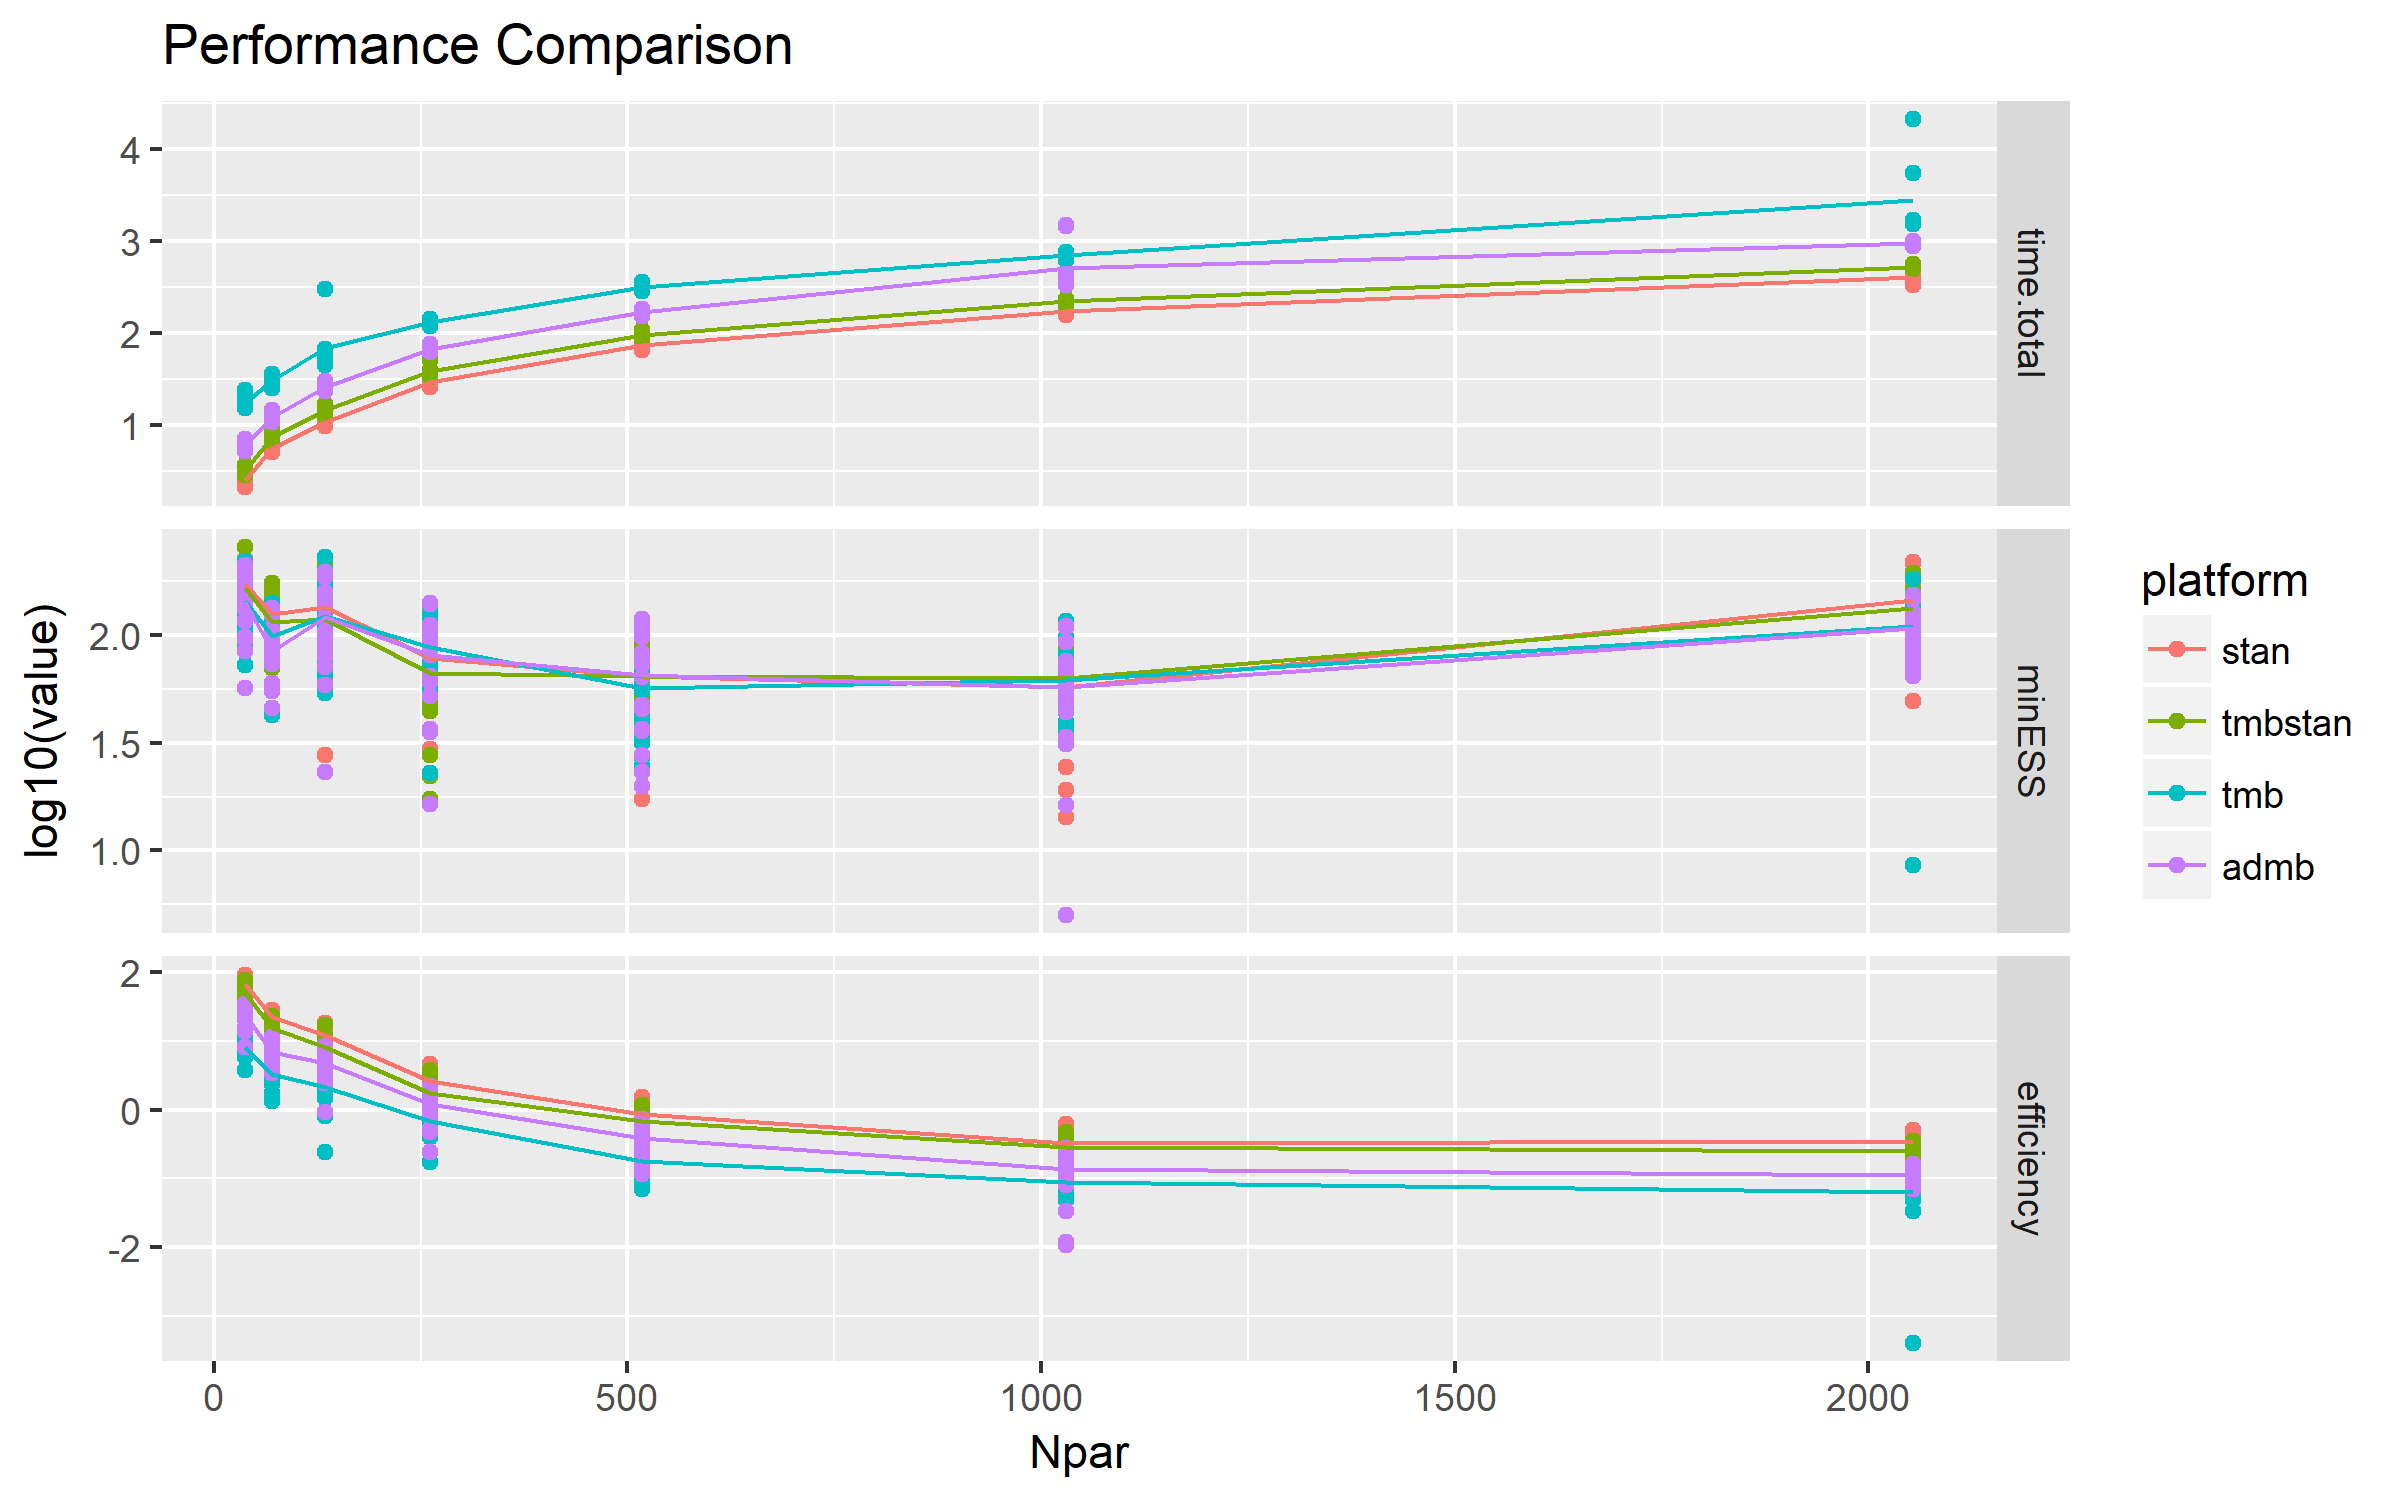 Performance Comparison
4
3
2
1
time.total
2.0
1.5
1.0
minESS
2
0
-2
efficiency
0
500
1000
1500
2000
Npar
log10(value)
platform
stan
tmbstan
tmb
admb